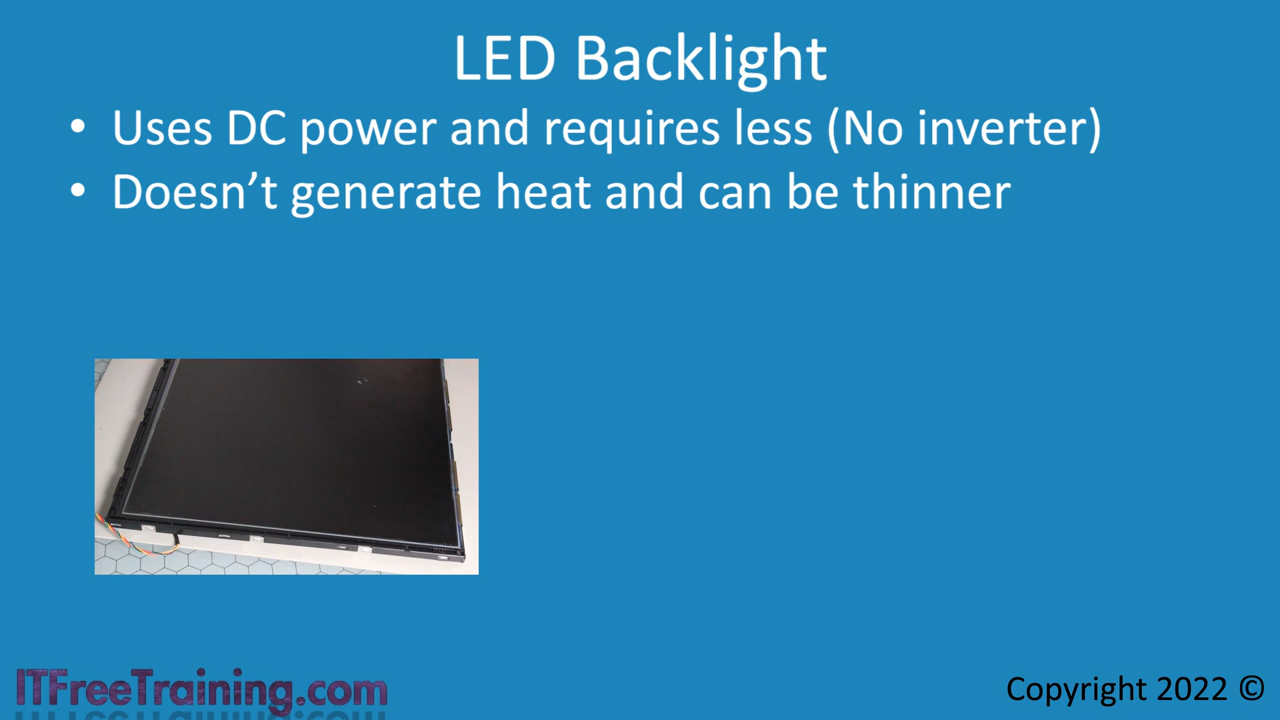 LED Backlight
• Uses DC power and requires less (No inverter)
• Doesn’t generate heat and can be thinner
ITFreeTraining.com
Copyright 2022 ©